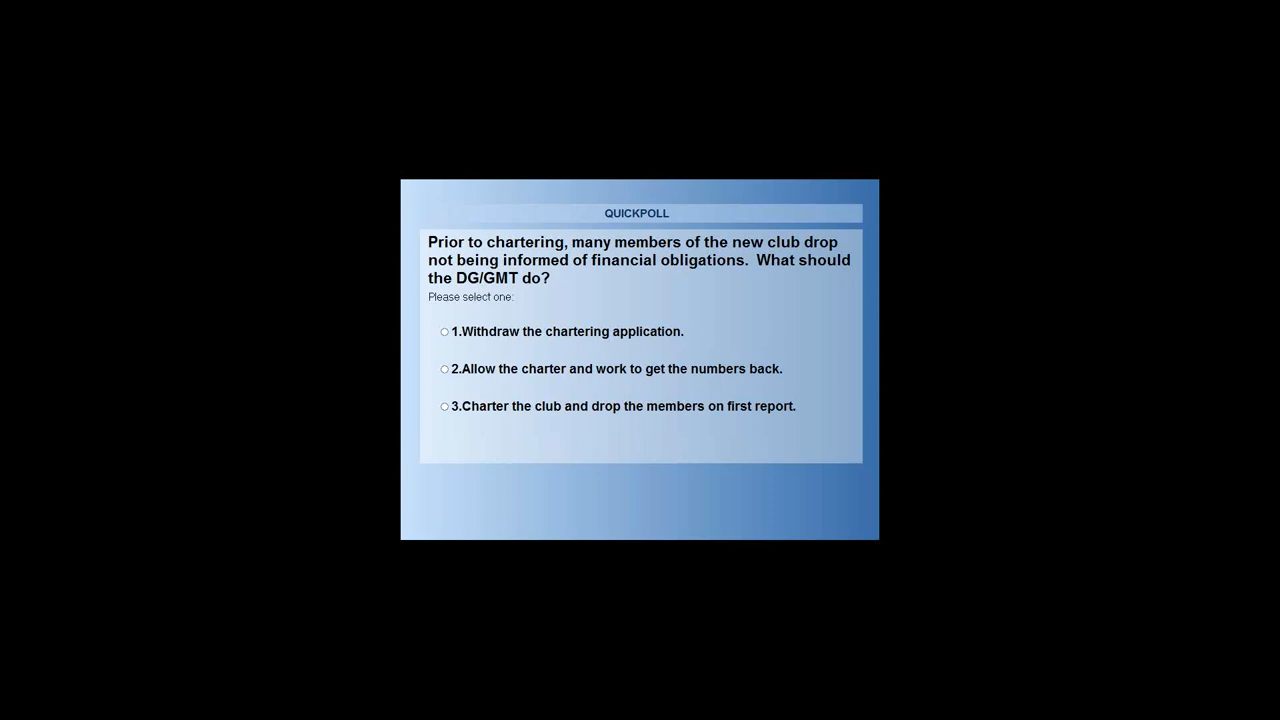 QUICKPOLL
Prior to chartering, many members of the new club drop
not being informed of financial obligations.  What should
the DG/GMT do?
Please select one:
1.Withdraw the chartering application.
2.Allow the charter and work to get the numbers back.
3.Charter the club and drop the members on first report.